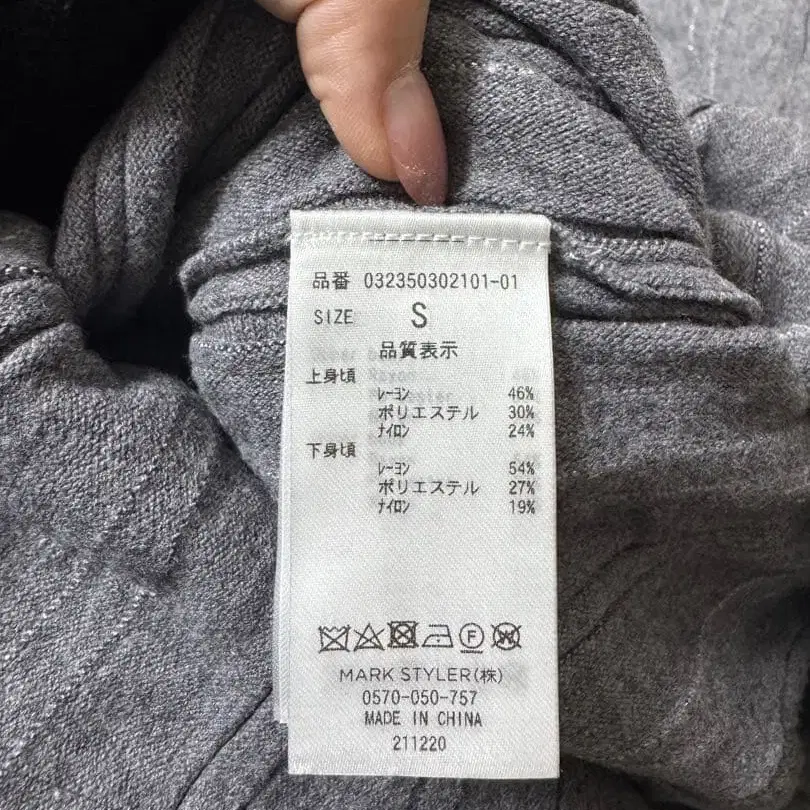 品番 032350302101-01
SIZE S
品質表示
上身頃
レーヨン 46%
ポリエステル 30%
ナイロン 24%
下身頃
レーヨン 54%
ポリエステル 27%
ナイロン 19%
F W
MARK STYLER(株)
0570-050-757
MADE IN CHINA
211220